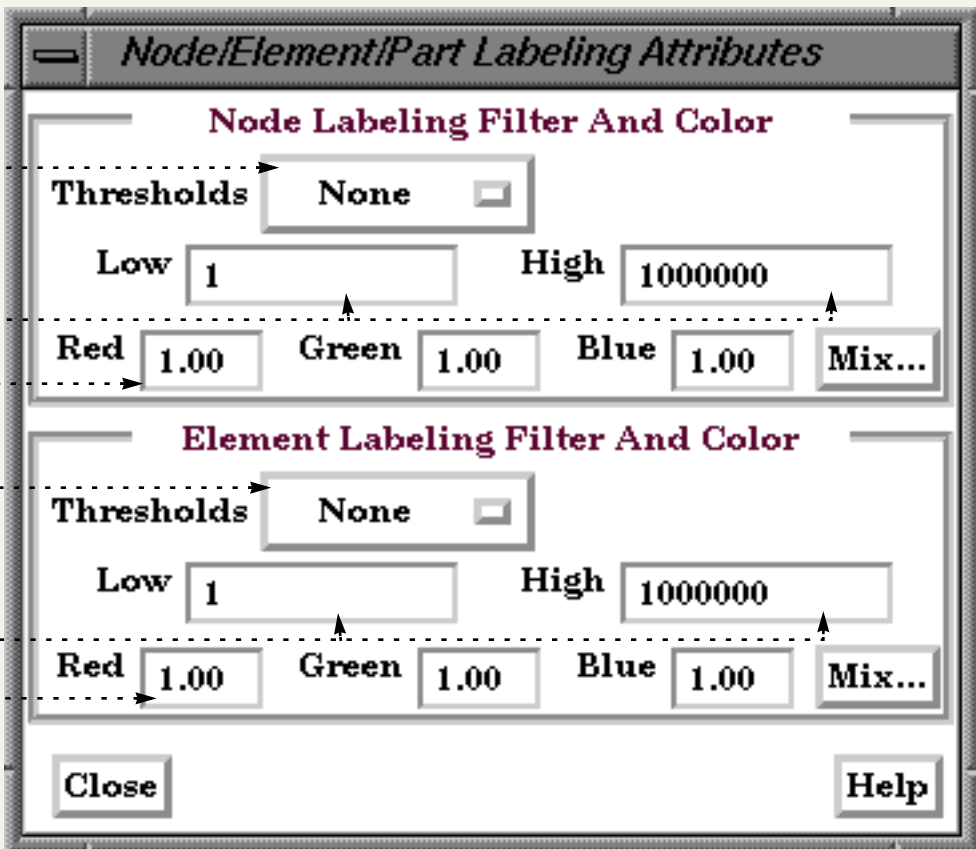 Node/Element/Part Labeling Attributes
Node Labeling Filter And Color
Thresholds None
Low 1 High 1000000
Red 1.00 Green 1.00 Blue 1.00 Mix...
Element Labeling Filter And Color
Thresholds None
Low 1 High 1000000
Red 1.00 Green 1.00 Blue 1.00 Mix...
Close Help